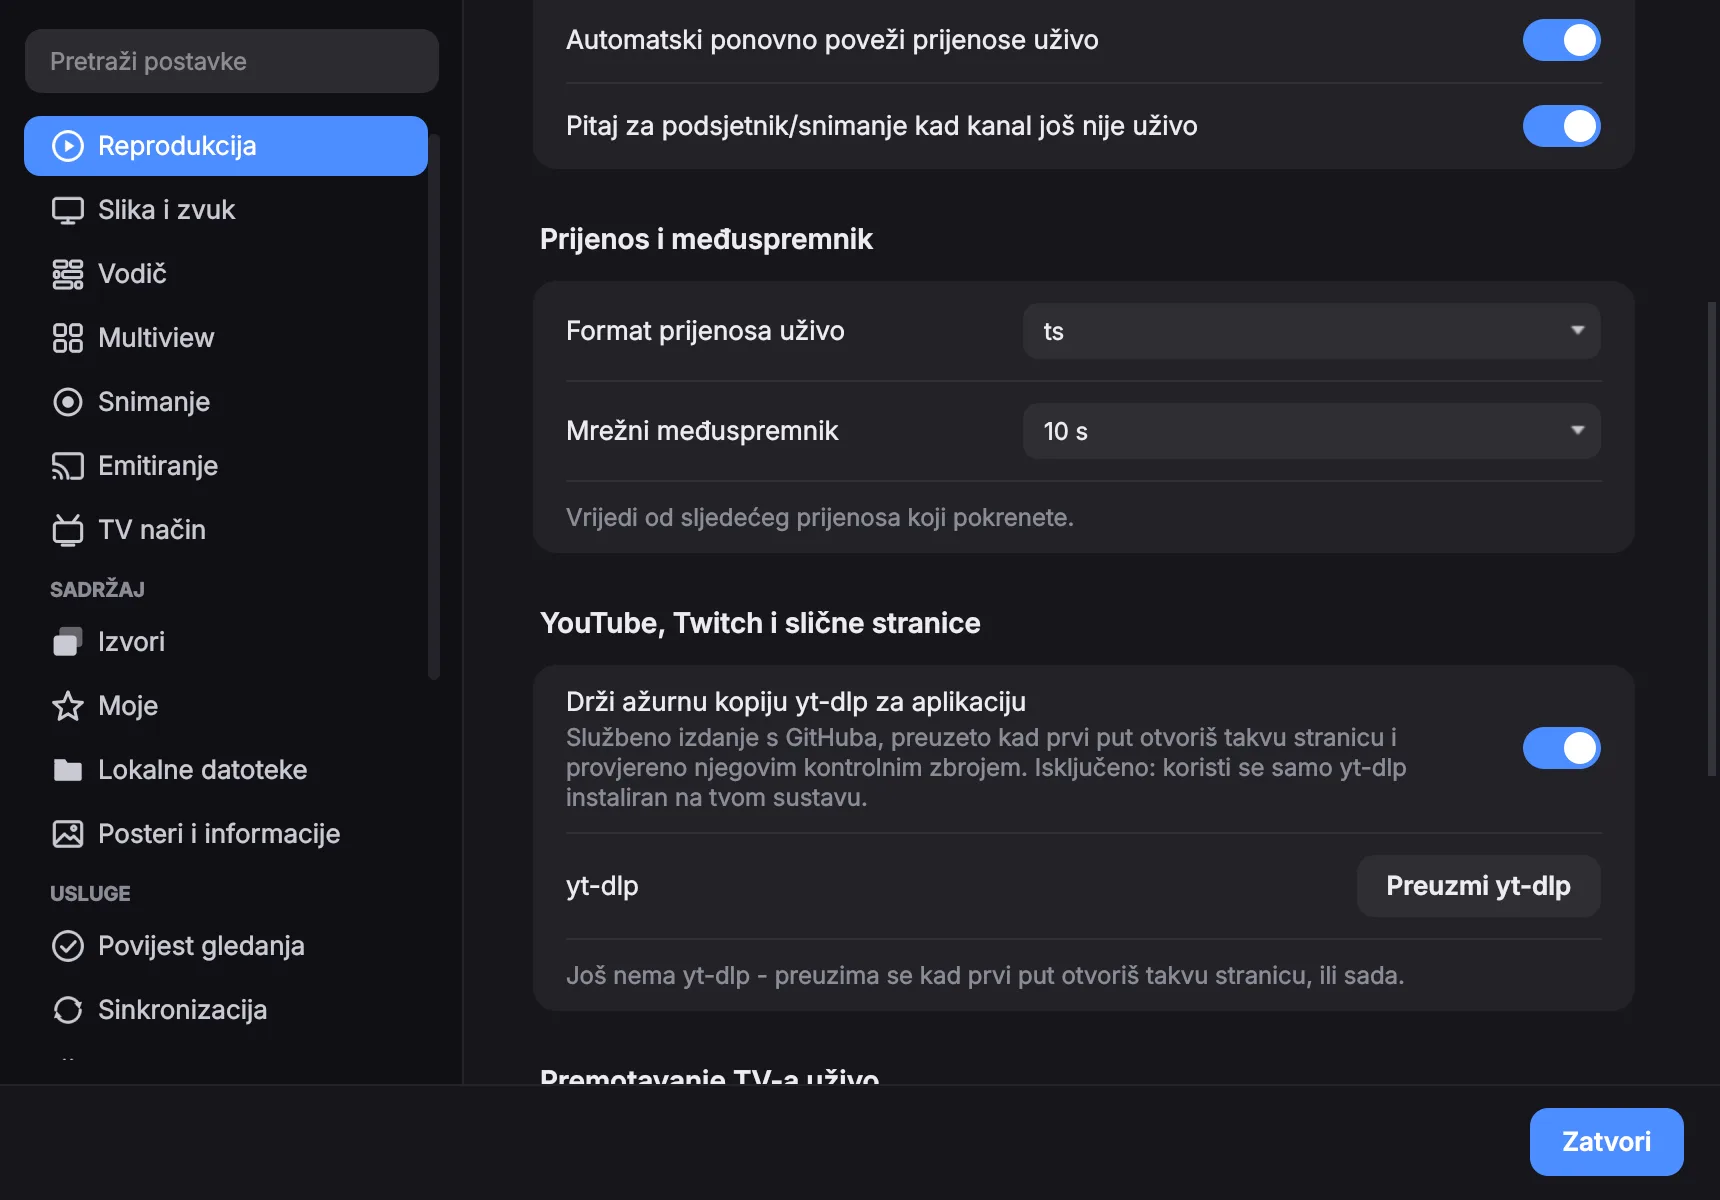 Pretraži postavke
Reprodukcija
Slika i zvuk
Vodič
Multiview
Snimanje
Emitiranje
TV način
SADRŽAJ
Izvori
Moje
Lokalne datoteke
Posteri i informacije
USLUGE
Povijest gledanja
Sinkronizacija
Automatski ponovno poveži prijenose uživo
Pitaj za podsjetnik/snimanje kad kanal još nije uživo
Prijenos i međuspremnik
Format prijenosa uživo
ts
Mrežni međuspremnik
10 s
Vrijedi od sljedećeg prijenosa koji pokrenete.
YouTube, Twitch i slične stranice
Drži ažurnu kopiju yt-dlp za aplikaciju
Službeno izdanje s GitHuba, preuzeto kad prvi put otvoriš takvu stranicu i
provjereno njegovim kontrolnim zbrojem. Isključeno: koristi se samo yt-dlp
instaliran na tvom sustavu.
yt-dlp
Preuzmi yt-dlp
Još nema yt-dlp - preuzima se kad prvi put otvoriš takvu stranicu, ili sada.
Premotavanje TV-a uživo
Zatvori